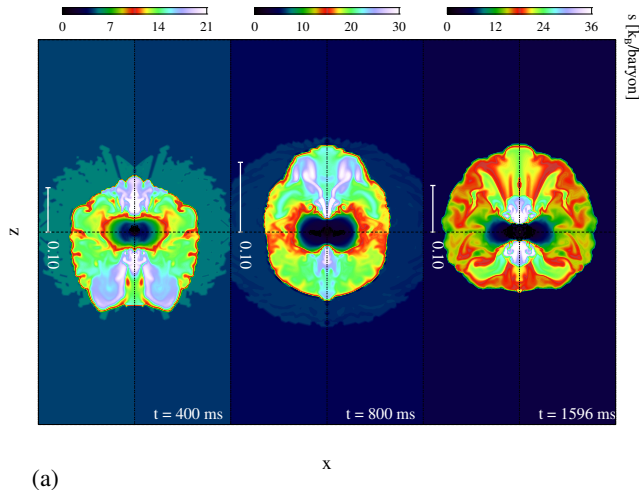 0 7 14 21
0 10 20 30
0 12 24 36
s [k_B/baryon]
z
0.10
0.10
0.10
t = 400 ms
t = 800 ms
t = 1596 ms
x
(a)